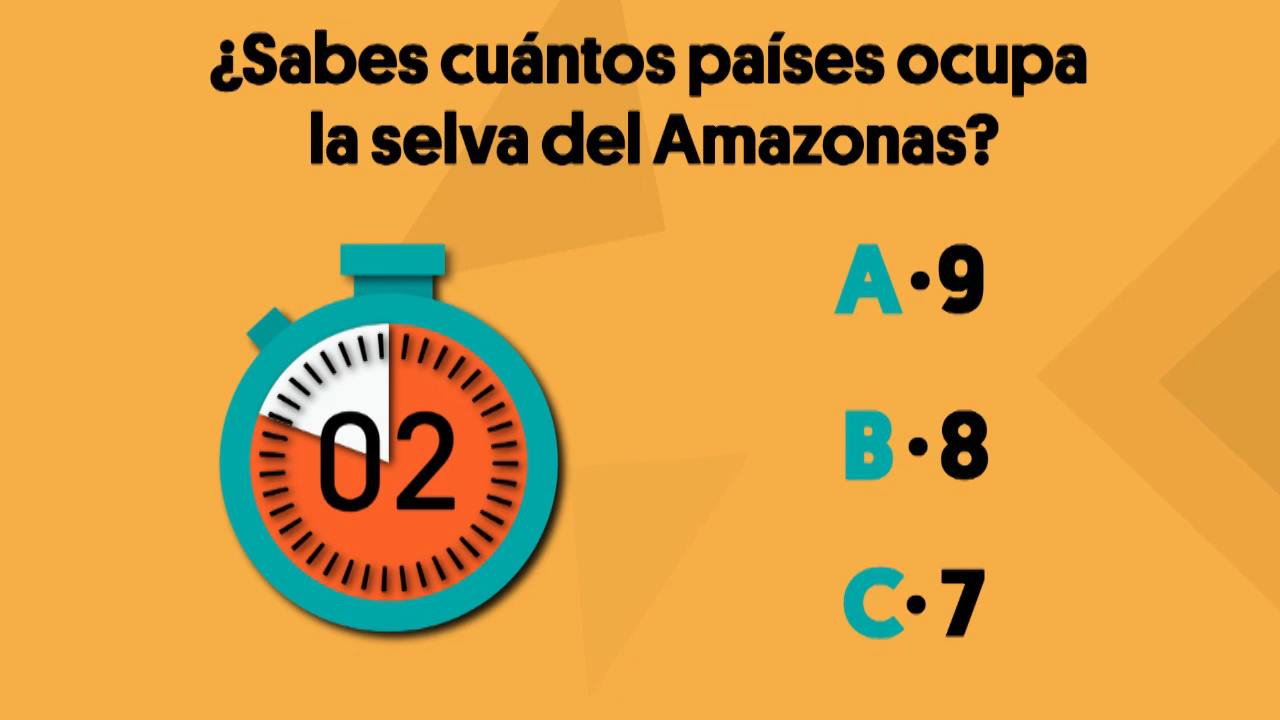 ¿Sabes cuántos países ocupa
la selva del Amazonas?
02
A·9
B·8
C·7